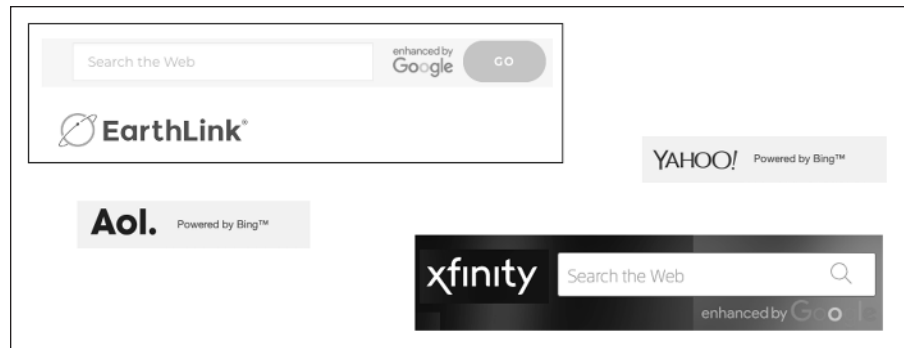 Search the Web
enhanced by
Google
GO
EarthLink®
YAHOO! Powered by Bing™
Aol. Powered by Bing™
xfinity
Search the Web
enhanced by Google